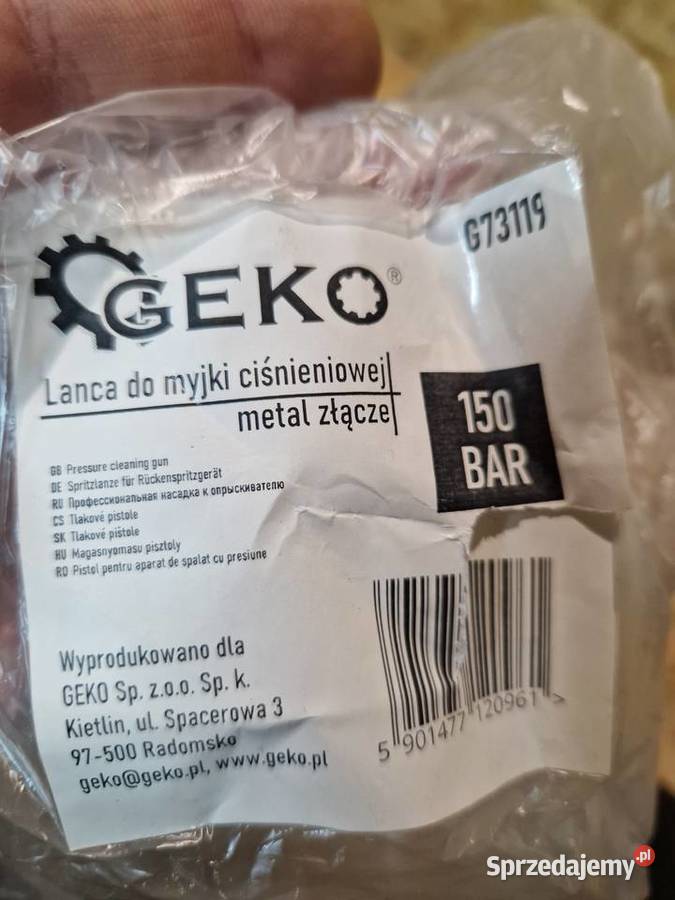 G73119
GEKO®
Lanca do myjki ciśnieniowej
metal złącze
150
BAR
GB Pressure cleaning gun
DE Spritzlanze für Rückenspritzgerät
RU Профессиональная насадка к опрыскивателю
CS Tlakové pistole
SK Tlakové pištole
HU Magasnyomasu pisztoly
RO Pistol pentru aparat de spalat cu presiune
Wyprodukowano dla
GEKO Sp. z.o.o. Sp. k.
Kietlin, ul. Spacerowa 3
97-500 Radomsko
geko@geko.pl, www.geko.pl
5 901477 120961 >
Sprzedajemy.pl